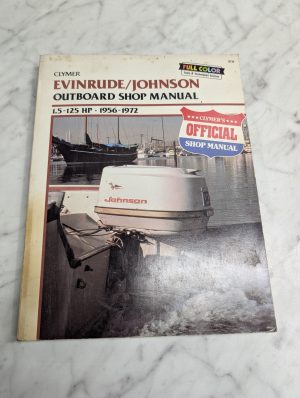 FULL COLOR
CLYMER
EVINRUDE/JOHNSON
OUTBOARD SHOP MANUAL
1.5-125 HP • 1956-1972
CLYMER'S
OFFICIAL
SHOP MANUAL
Johnson